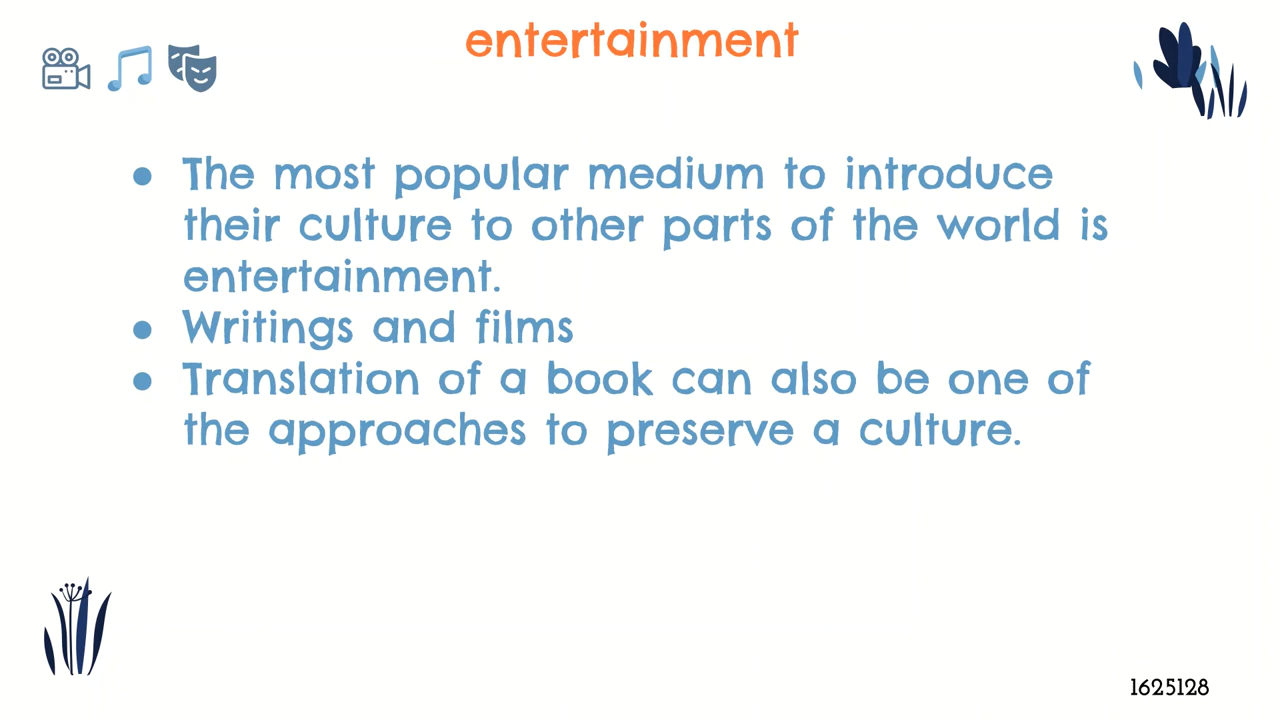 entertainment
● The most popular medium to introduce
their culture to other parts of the world is
entertainment.
● Writings and films
● Translation of a book can also be one of
the approaches to preserve a culture.
1625128